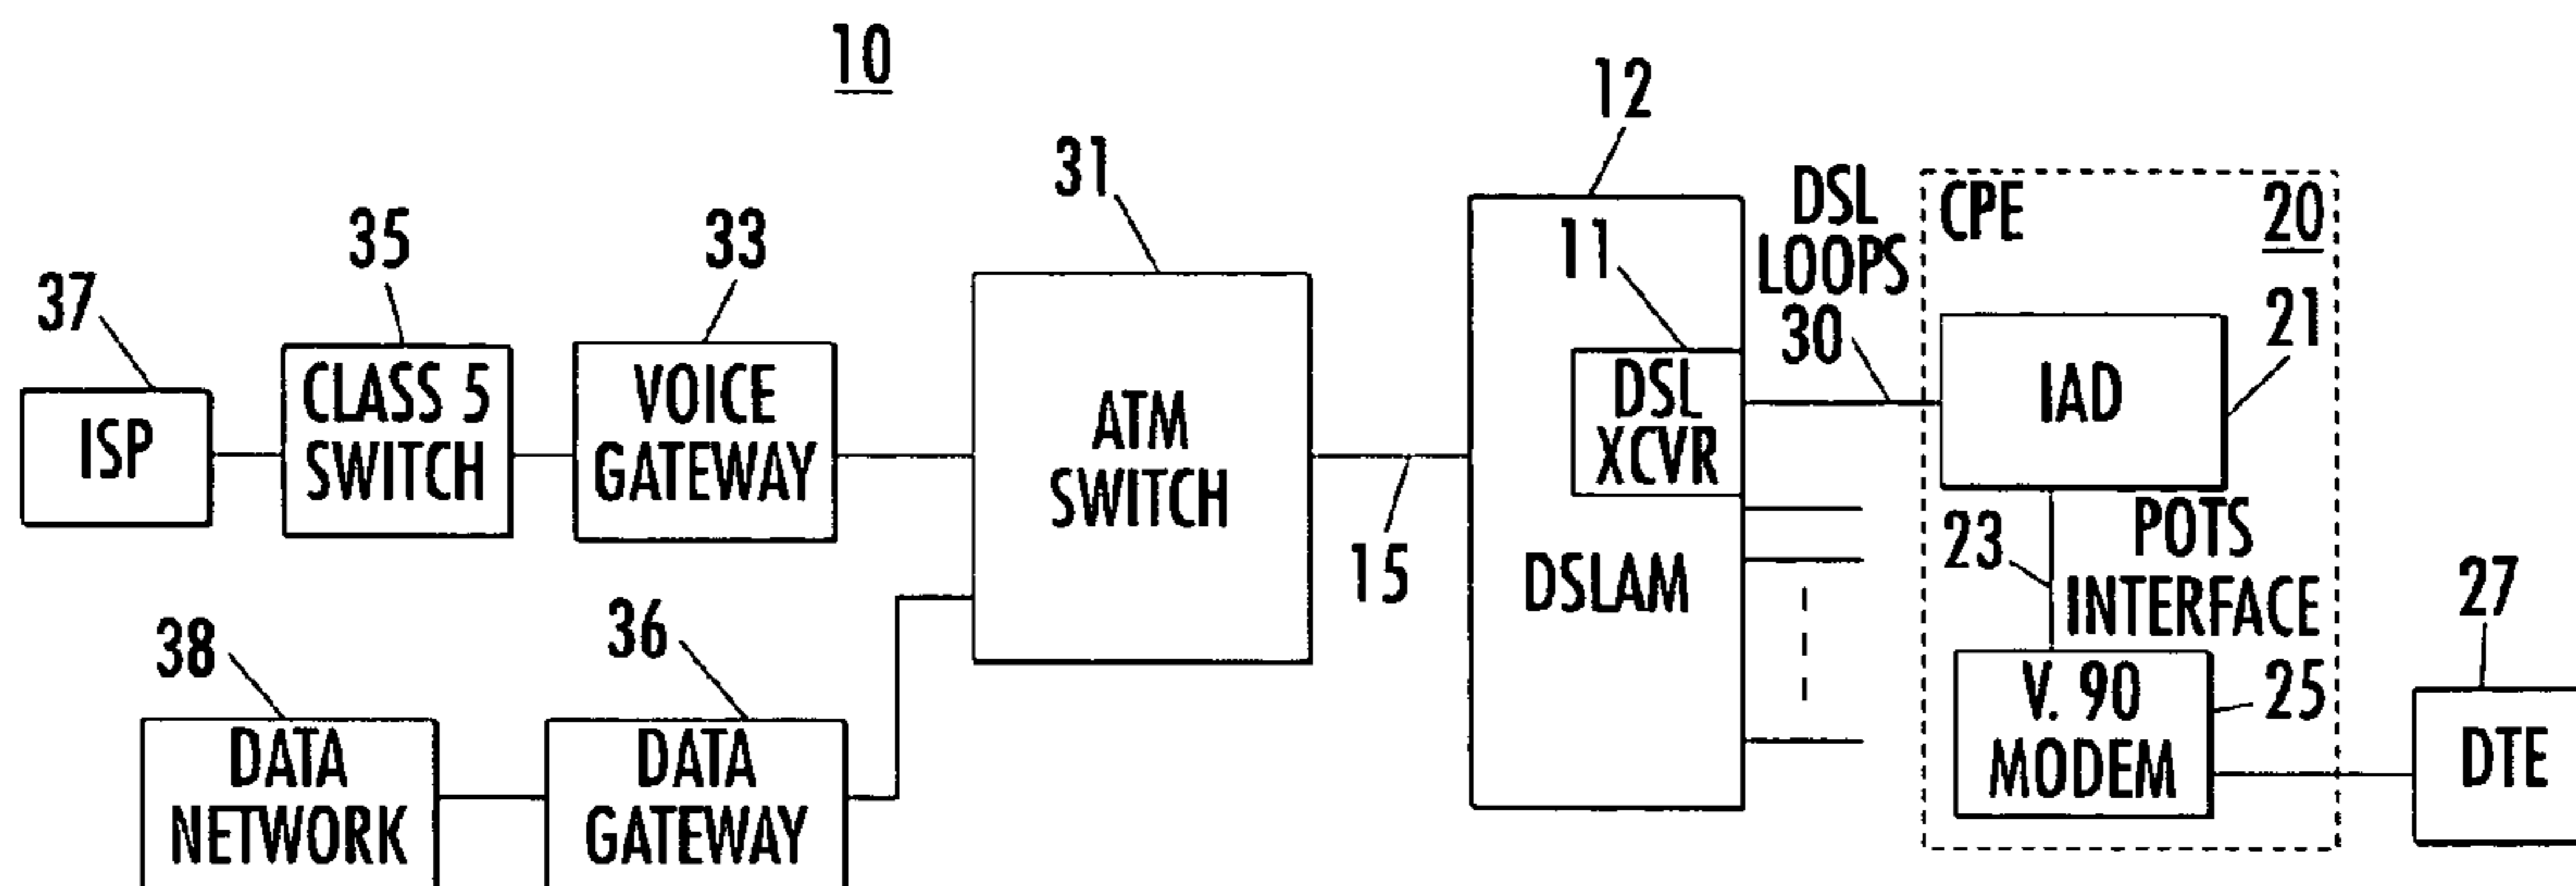 10
12
31
DSL
LOOPS
30
CPE
20
11
35
33
37
21
ISP
CLASS 5
SWITCH
VOICE
GATEWAY
ATM
SWITCH
DSL
XCVR
IAD
15
DSLAM
23
POTS
INTERFACE
27
38
36
DATA
NETWORK
DATA
GATEWAY
V. 90
MODEM
25
DTE